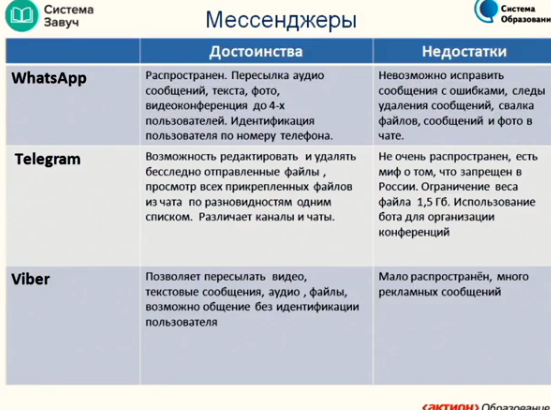 Система
Завуч
Мессенджеры
Система
Образование
Достоинства
Недостатки
WhatsApp
Распространен. Пересылка аудио
сообщений, текста, фото,
видеоконференция до 4-х
пользователей. Идентификация
пользователя по номеру телефона.
Невозможно исправить
сообщения с ошибками, следы
удаления сообщений, свалка
файлов, сообщений и фото в
чате.
Telegram
Возможность редактировать и удалять
бесследно отправленные файлы ,
просмотр всех прикрепленных файлов
из чата по разновидностям одним
списком. Различает каналы и чаты.
Не очень распространен, есть
миф о том, что запрещен в
России. Ограничение веса
файла 1,5 Гб. Использование
бота для организации
конференций
Viber
Позволяет пересылать видео,
текстовые сообщения, аудио , файлы,
возможно общение без идентификации
пользователя
Мало распространён, много
рекламных сообщений
<актион> Образование